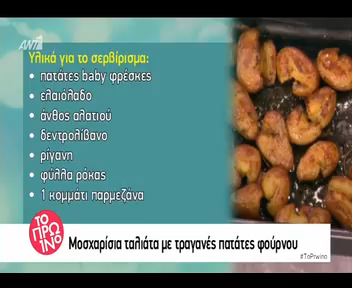 ANT1
Υλικά για το σερβίρισμα:
• πατάτες baby φρέσκες
• ελαιόλαδο
• άνθος αλατιού
• δεντρολίβανο
• ρίγανη
• φύλλα ρόκας
• 1 κομμάτι παρμεζάνα
ΤΟ ΠΡΩΙΝΟ
Μοσχαρίσια ταλιάτα με τραγανές πατάτες φούρνου
#ToPrwino